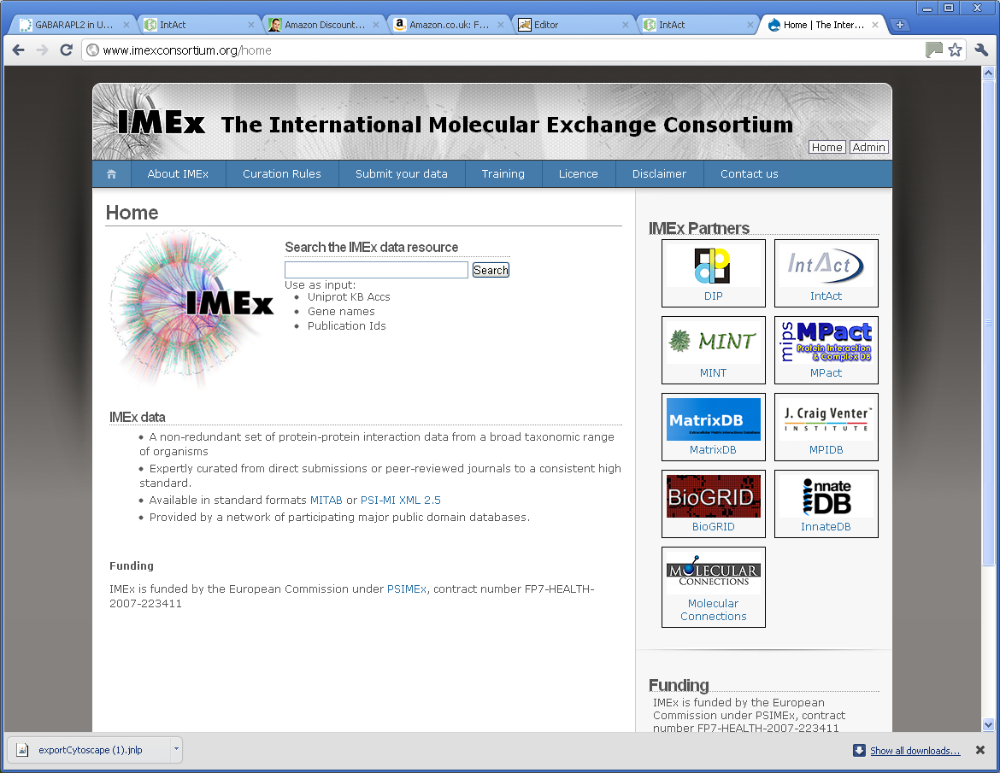 GABARAPL2 in U...
IntAct
Amazon Discount...
Amazon.co.uk: F...
Editor
IntAct
Home | The Inter...
www.imexconsortium.org/home
IMEx The International Molecular Exchange Consortium
Home Admin
About IMEx Curation Rules Submit your data Training Licence Disclaimer Contact us
Home
IMEx
Search the IMEx data resource
Search
Use as input:
• Uniprot KB Accs
• Gene names
• Publication Ids
IMEx data
• A non-redundant set of protein-protein interaction data from a broad taxonomic range
of organisms
• Expertly curated from direct submissions or peer-reviewed journals to a consistent high
standard.
• Available in standard formats MITAB or PSI-MI XML 2.5
• Provided by a network of participating major public domain databases.
Funding
IMEx is funded by the European Commission under PSIMEx, contract number FP7-HEALTH-
2007-223411
IMEx Partners
dip
DIP
IntAct
IntAct
MINT
MINT
mips MPact
Protein Interaction
& Complex DB
MPact
MatrixDB
Extracellular Matrix Interactions Database
MatrixDB
J. Craig Venter™
INSTITUTE
MPIDB
BioGRID
BioGRID
InnateDB
InnateDB
MOLECULAR
CONNECTIONS
Molecular
Connections
Funding
IMEx is funded by the European
Commission under PSIMEx, contract
number FP7-HEALTH-2007-223411
exportCytoscape (1).jnlp
Show all downloads...